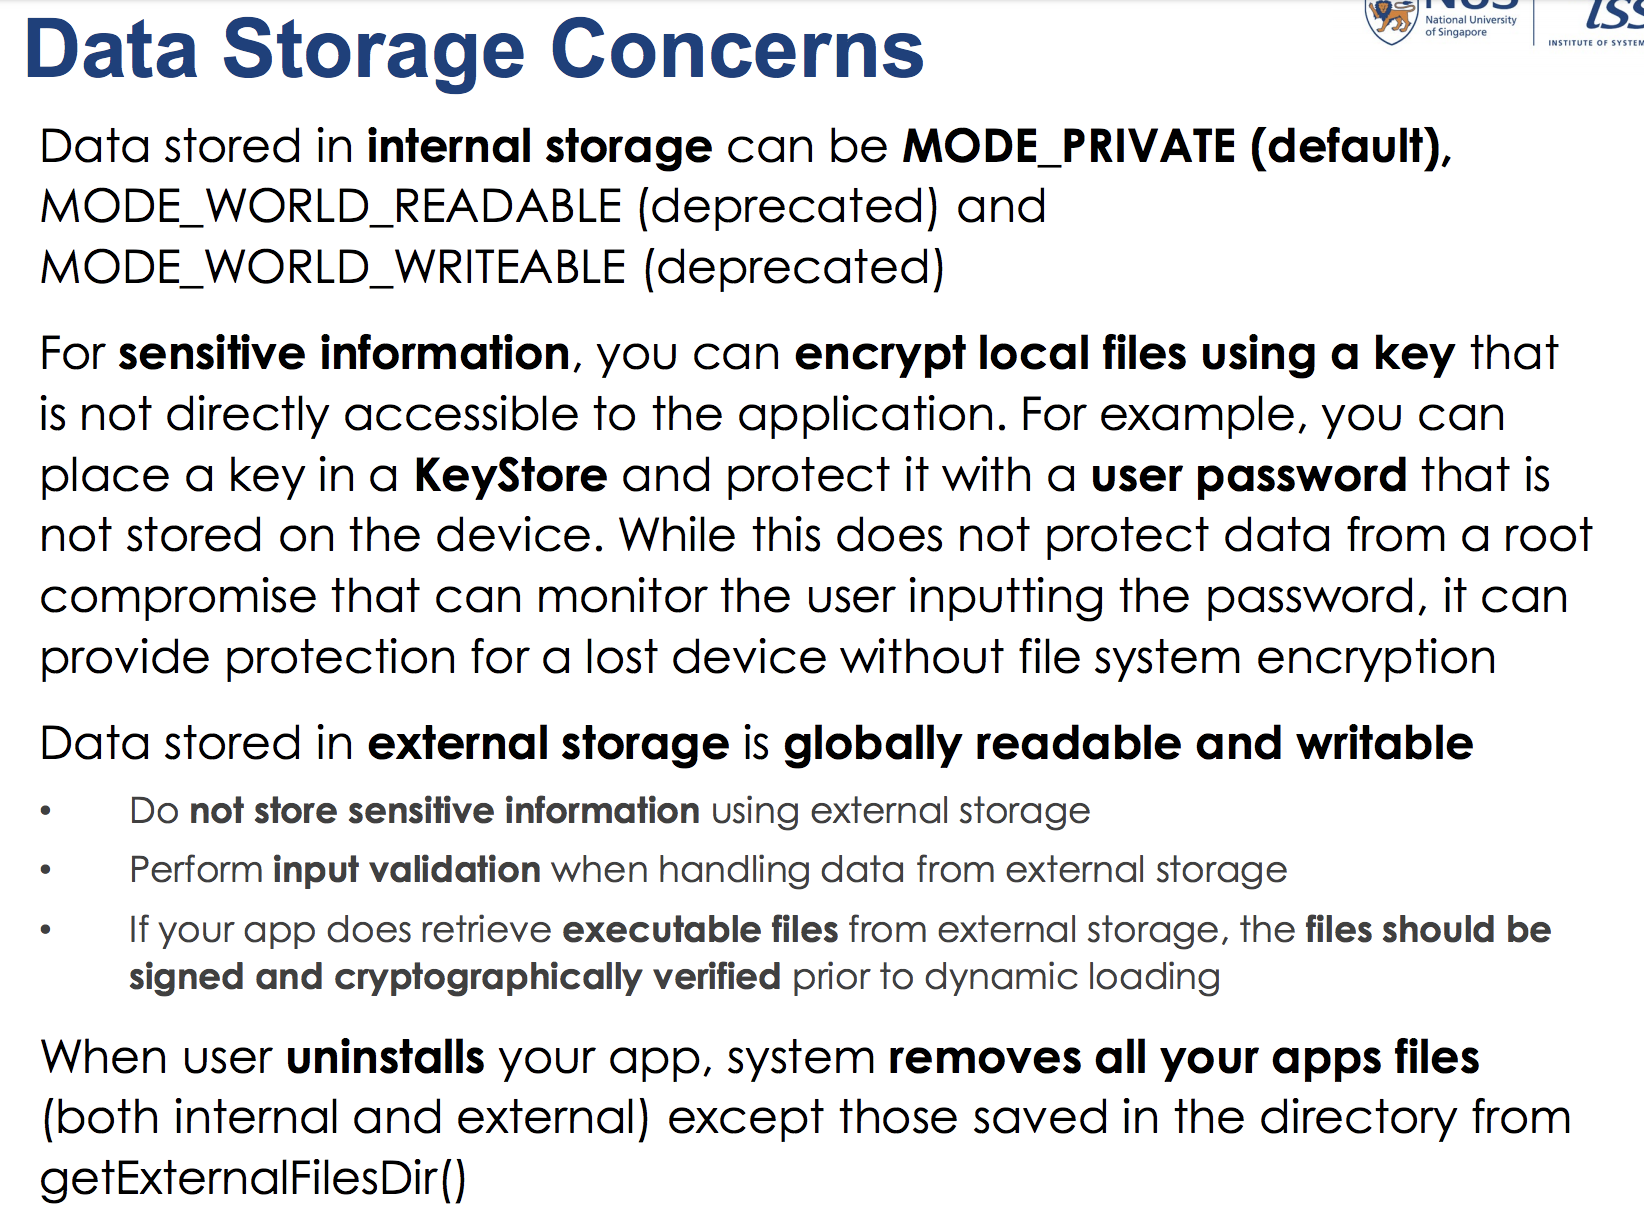 Data Storage Concerns
National University
of Singapore
INSTITUTE OF SYSTEM
Data stored in internal storage can be MODE_PRIVATE (default),
MODE_WORLD_READABLE (deprecated) and
MODE_WORLD_WRITEABLE (deprecated)
For sensitive information, you can encrypt local files using a key that
is not directly accessible to the application. For example, you can
place a key in a KeyStore and protect it with a user password that is
not stored on the device. While this does not protect data from a root
compromise that can monitor the user inputting the password, it can
provide protection for a lost device without file system encryption
Data stored in external storage is globally readable and writable
• Do not store sensitive information using external storage
• Perform input validation when handling data from external storage
• If your app does retrieve executable files from external storage, the files should be
signed and cryptographically verified prior to dynamic loading
When user uninstalls your app, system removes all your apps files
(both internal and external) except those saved in the directory from
getExternalFilesDir()